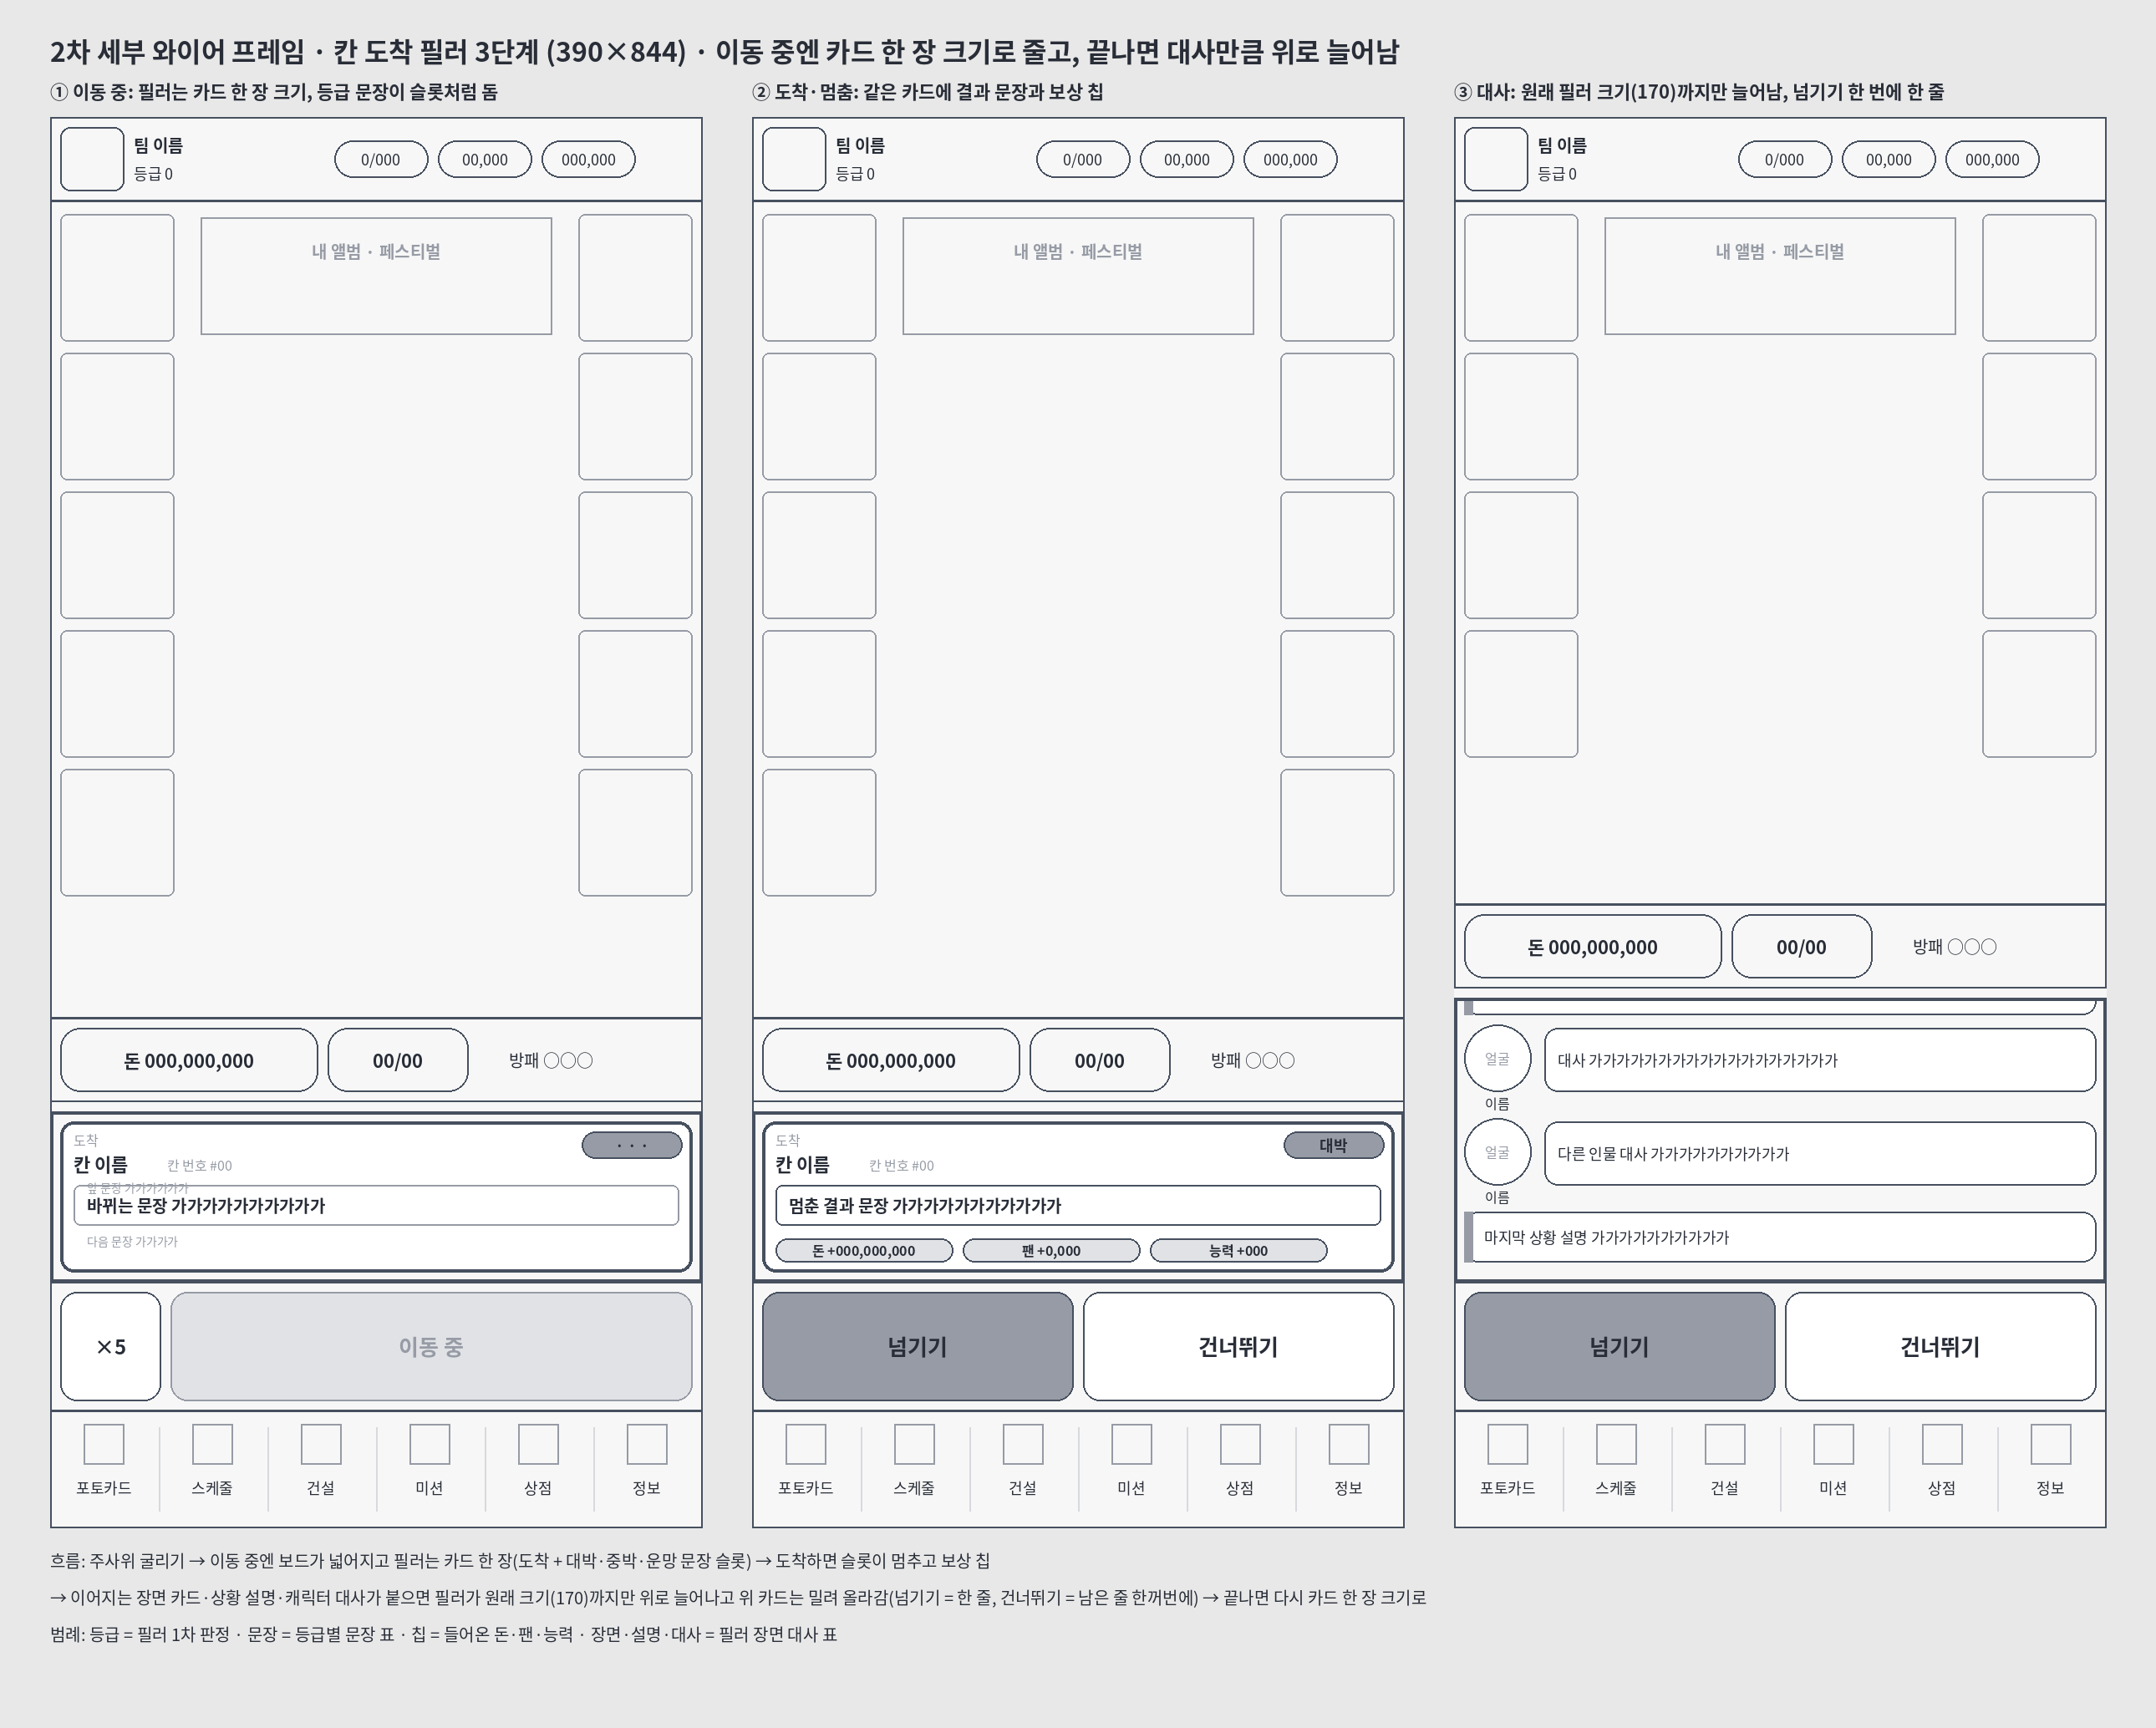 2차 세부 와이어 프레임 · 칸 도착 필러 3단계 (390×844) · 이동 중엔 카드 한 장 크기로 줄고, 끝나면 대사만큼 위로 늘어남
① 이동 중: 필러는 카드 한 장 크기, 등급 문장이 슬롯처럼 돔
팀 이름
등급 0
0/000
00,000
000,000
내 앨범 · 페스티벌
돈 000,000,000
00/00
방패 ○○○
도착
· · ·
칸 이름
칸 번호 #00
앞 문장 가가가가가가
바뀌는 문장 가가가가가가가가가가가
다음 문장 가가가가
×5
이동 중
포토카드
스케줄
건설
미션
상점
정보
② 도착·멈춤: 같은 카드에 결과 문장과 보상 칩
팀 이름
등급 0
0/000
00,000
000,000
내 앨범 · 페스티벌
돈 000,000,000
00/00
방패 ○○○
도착
대박
칸 이름
칸 번호 #00
멈춘 결과 문장 가가가가가가가가가가가가
돈 +000,000,000
팬 +0,000
능력 +000
넘기기
건너뛰기
포토카드
스케줄
건설
미션
상점
정보
③ 대사: 원래 필러 크기(170)까지만 늘어남, 넘기기 한 번에 한 줄
팀 이름
등급 0
0/000
00,000
000,000
내 앨범 · 페스티벌
돈 000,000,000
00/00
방패 ○○○
얼굴
대사 가가가가가가가가가가가가가가가가가가
이름
얼굴
다른 인물 대사 가가가가가가가가가가
이름
마지막 상황 설명 가가가가가가가가가가
넘기기
건너뛰기
포토카드
스케줄
건설
미션
상점
정보
흐름: 주사위 굴리기 → 이동 중엔 보드가 넓어지고 필러는 카드 한 장(도착 + 대박·중박·운망 문장 슬롯) → 도착하면 슬롯이 멈추고 보상 칩
→ 이어지는 장면 카드·상황 설명·캐릭터 대사가 붙으면 필러가 원래 크기(170)까지만 위로 늘어나고 위 카드는 밀려 올라감(넘기기 = 한 줄, 건너뛰기 = 남은 줄 한꺼번에) → 끝나면 다시 카드 한 장 크기로
범례: 등급 = 필러 1차 판정 · 문장 = 등급별 문장 표 · 칩 = 들어온 돈·팬·능력 · 장면·설명·대사 = 필러 장면 대사 표